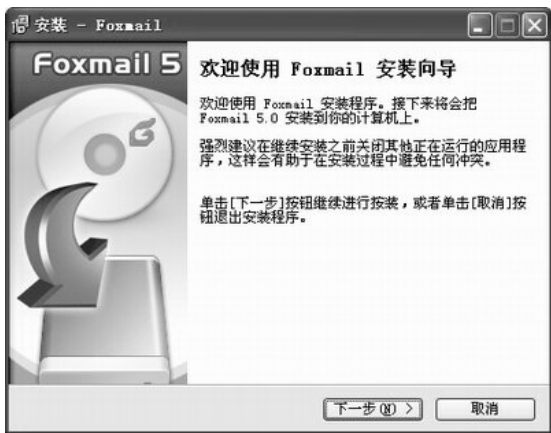 安装 - Foxmail
Foxmail 5
欢迎使用 Foxmail 安装向导
欢迎使用 Foxmail 安装程序。接下来将会把
Foxmail 5.0 安装到你的计算机上。
强烈建议在继续安装之前关闭其他正在运行的应用程
序，这样会有助于在安装过程中避免任何冲突。
单击[下一步]按钮继续进行按装，或者单击[取消]按
钮退出安装程序。
下一步(N) >
取消